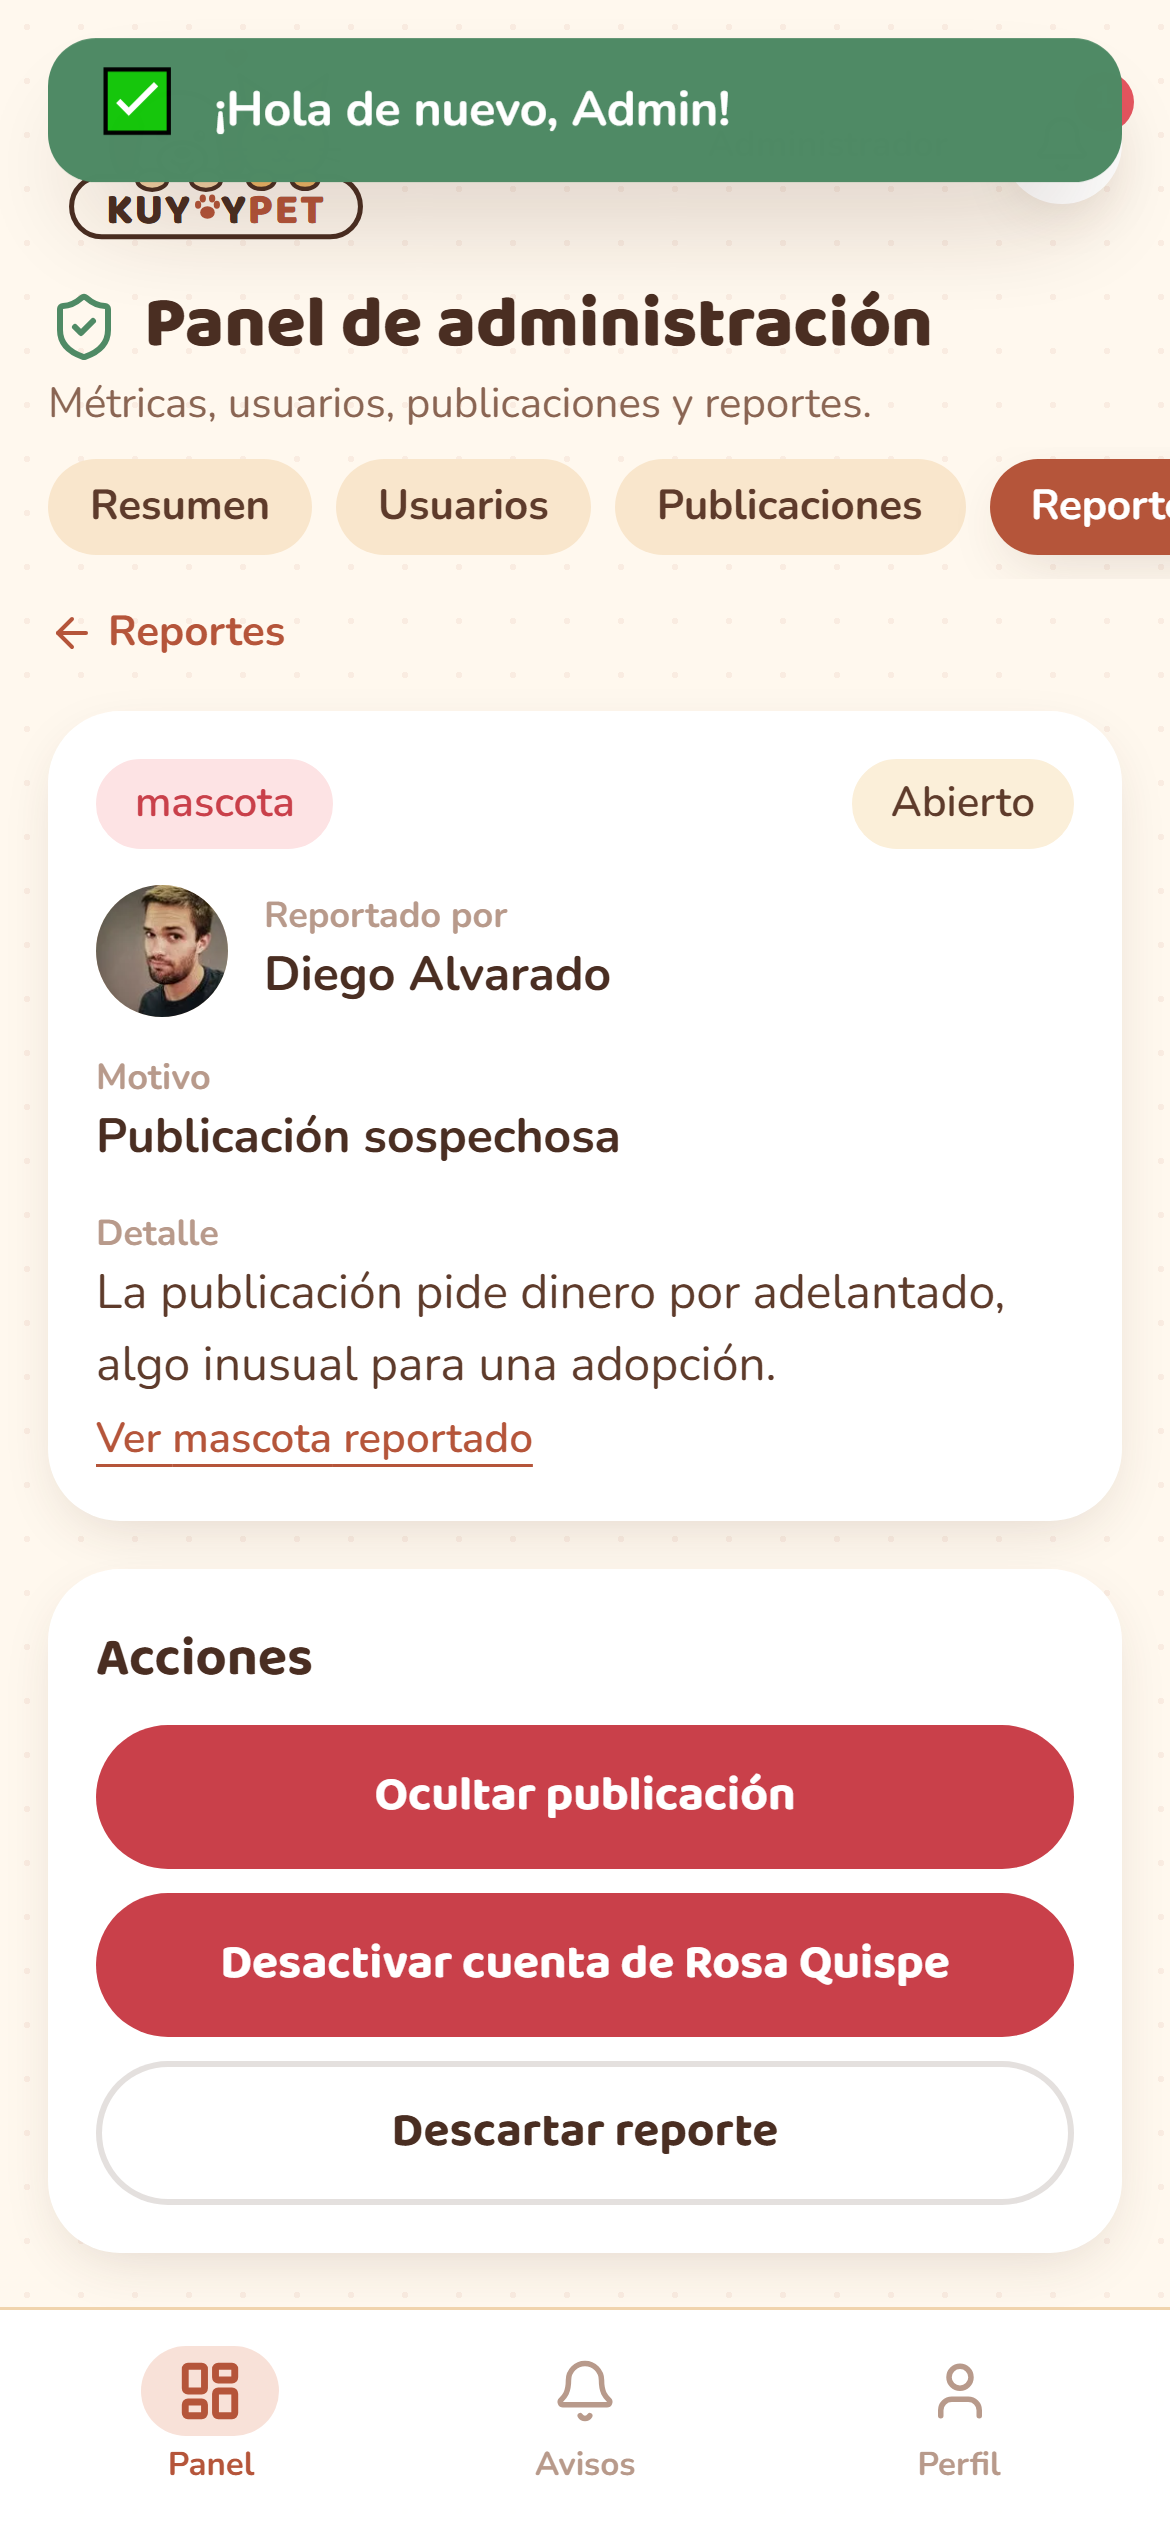 ¡Hola de nuevo, Admin!
KUYAYPET
Panel de administración
Métricas, usuarios, publicaciones y reportes.
Resumen
Usuarios
Publicaciones
Reporte
Reportes
mascota
Abierto
Reportado por
Diego Alvarado
Motivo
Publicación sospechosa
Detalle
La publicación pide dinero por adelantado,
algo inusual para una adopción.
Ver mascota reportado
Acciones
Ocultar publicación
Desactivar cuenta de Rosa Quispe
Descartar reporte
Panel
Avisos
Perfil